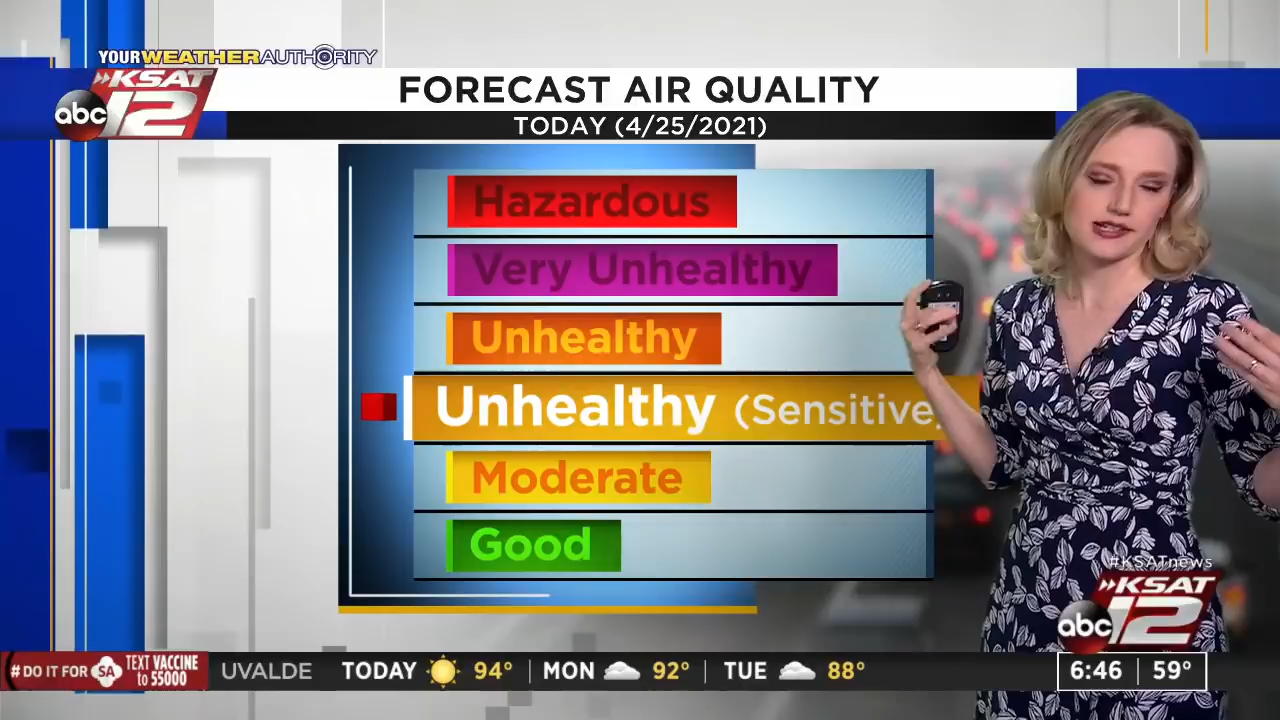 YOURWEATHERAUTHORITY
KSAT
abc 12
FORECAST AIR QUALITY
TODAY (4/25/2021)
Hazardous
Very Unhealthy
Unhealthy
Unhealthy (Sensitive)
Moderate
Good
#KSATnews
KSAT
abc 12
#DO IT FOR SA TEXT VACCINE to 55000
UVALDE TODAY 94° MON 92° TUE 88°
6:46 59°